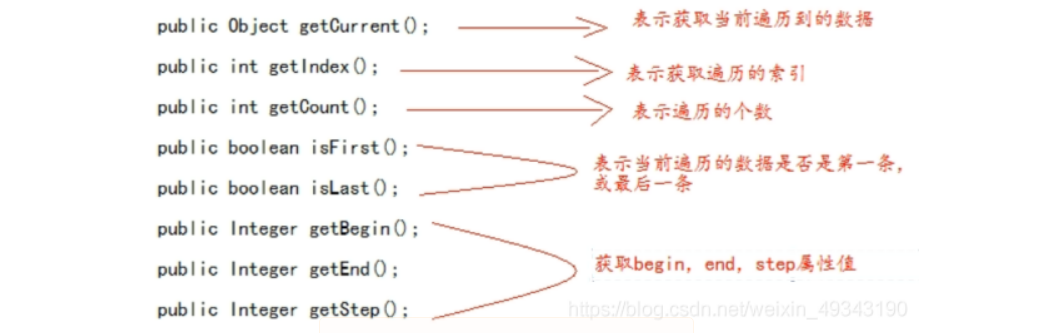 public Object getCurrent();
表示获取当前遍历到的数据
public int getIndex();
表示获取遍历的索引
public int getCount();
表示遍历的个数
public boolean isFirst();
public boolean isLast();
表示当前遍历的数据是否是第一条,
或最后一条
public Integer getBegin();
public Integer getEnd();
public Integer getStep();
获取begin, end, step属性值
https://blog.csdn.net/weixin_49343190